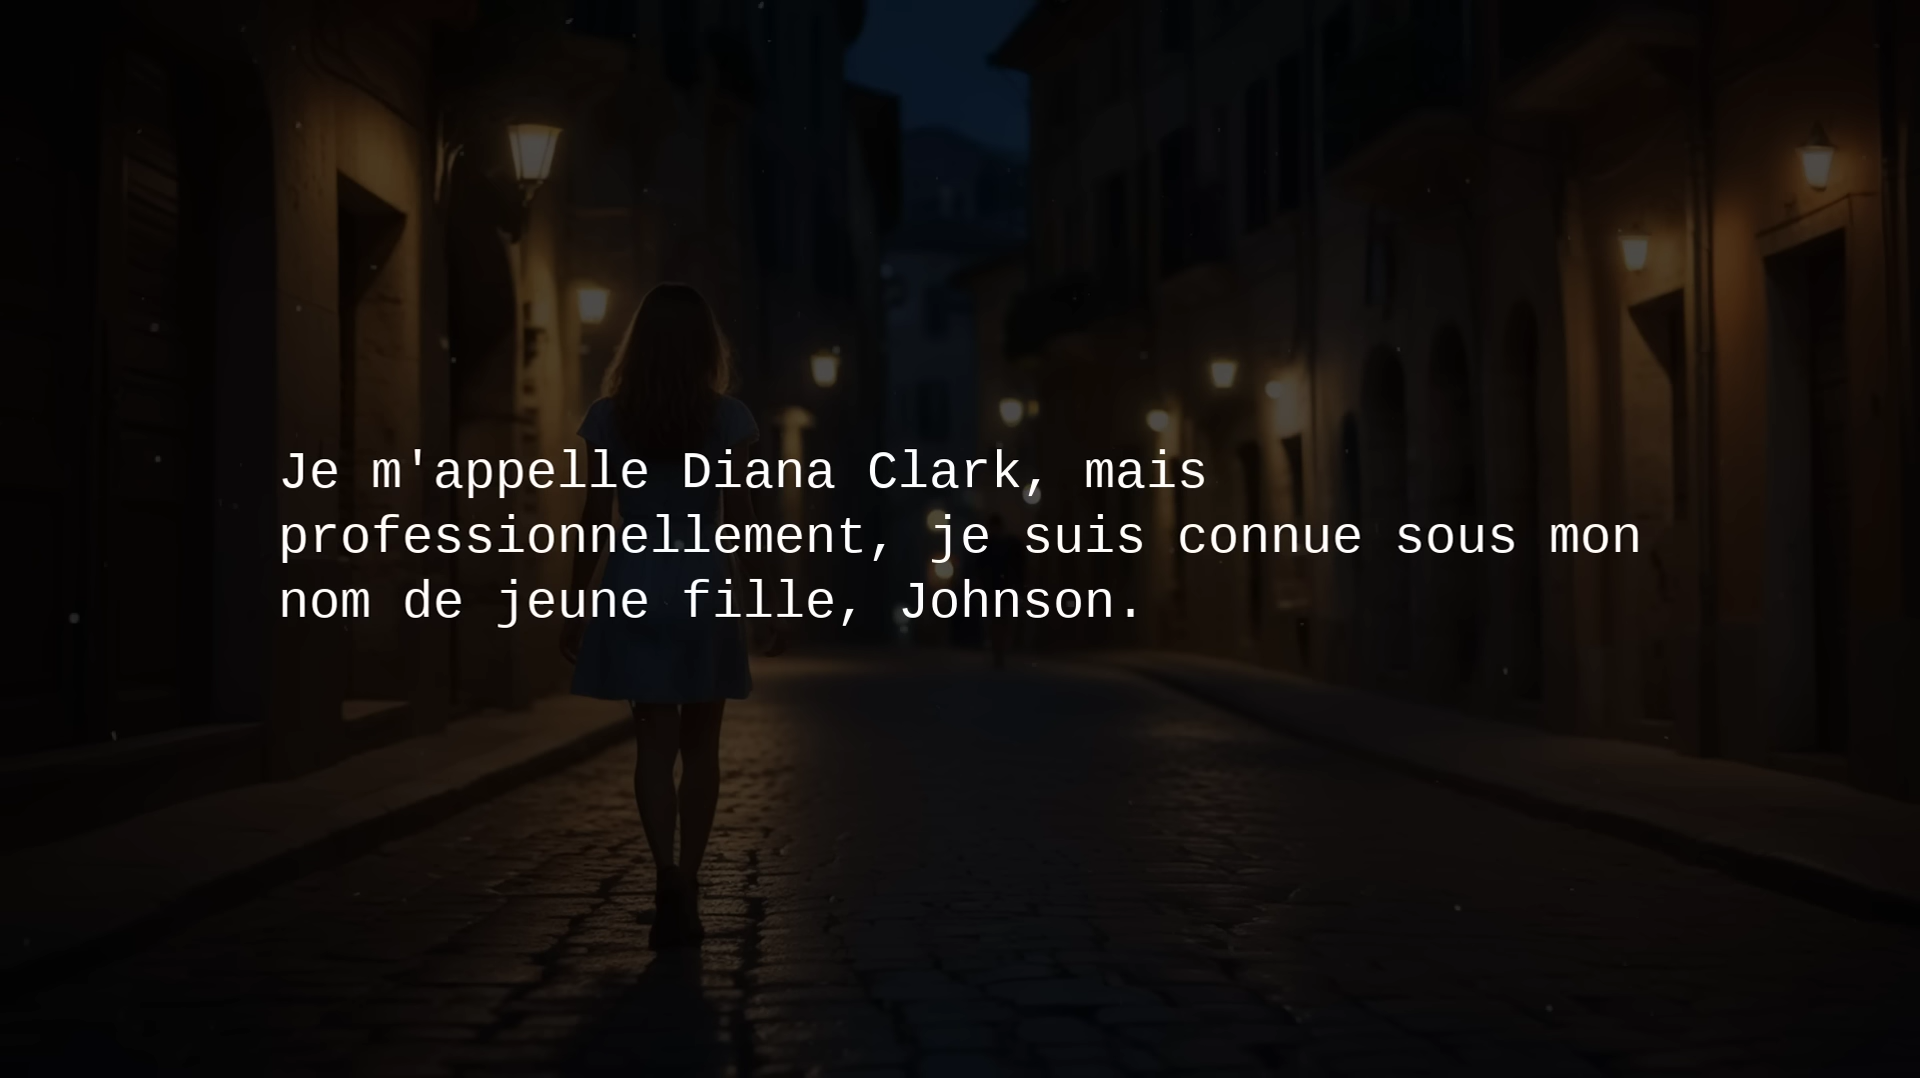 Je m'appelle Diana Clark, mais
professionnellement, je suis connue sous mon
nom de jeune fille, Johnson.